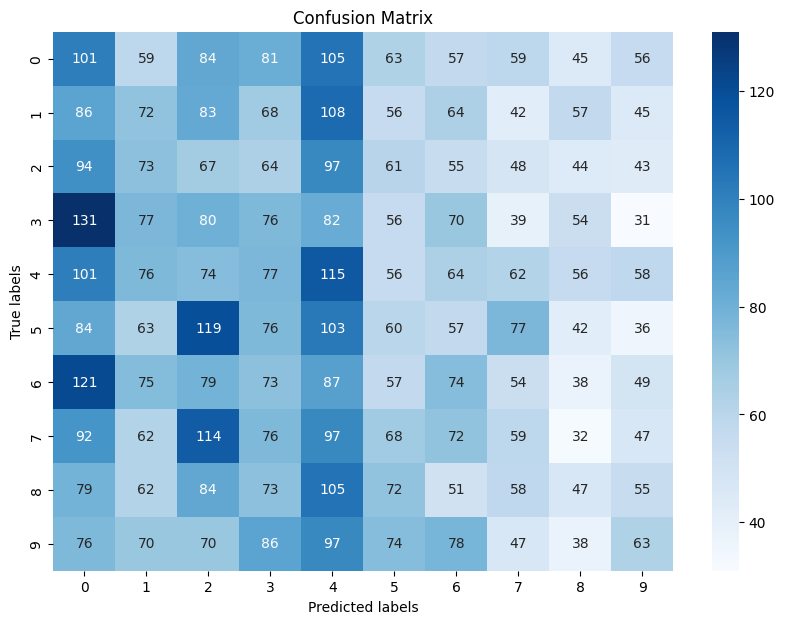 Confusion Matrix
True labels
0 101 59 84 81 105 63 57 59 45 56
1 86 72 83 68 108 56 64 42 57 45
2 94 73 67 64 97 61 55 48 44 43
3 131 77 80 76 82 56 70 39 54 31
4 101 76 74 77 115 56 64 62 56 58
5 84 63 119 76 103 60 57 77 42 36
6 121 75 79 73 87 57 74 54 38 49
7 92 62 114 76 97 68 72 59 32 47
8 79 62 84 73 105 72 51 58 47 55
9 76 70 70 86 97 74 78 47 38 63
0 1 2 3 4 5 6 7 8 9
Predicted labels
120
100
80
60
40